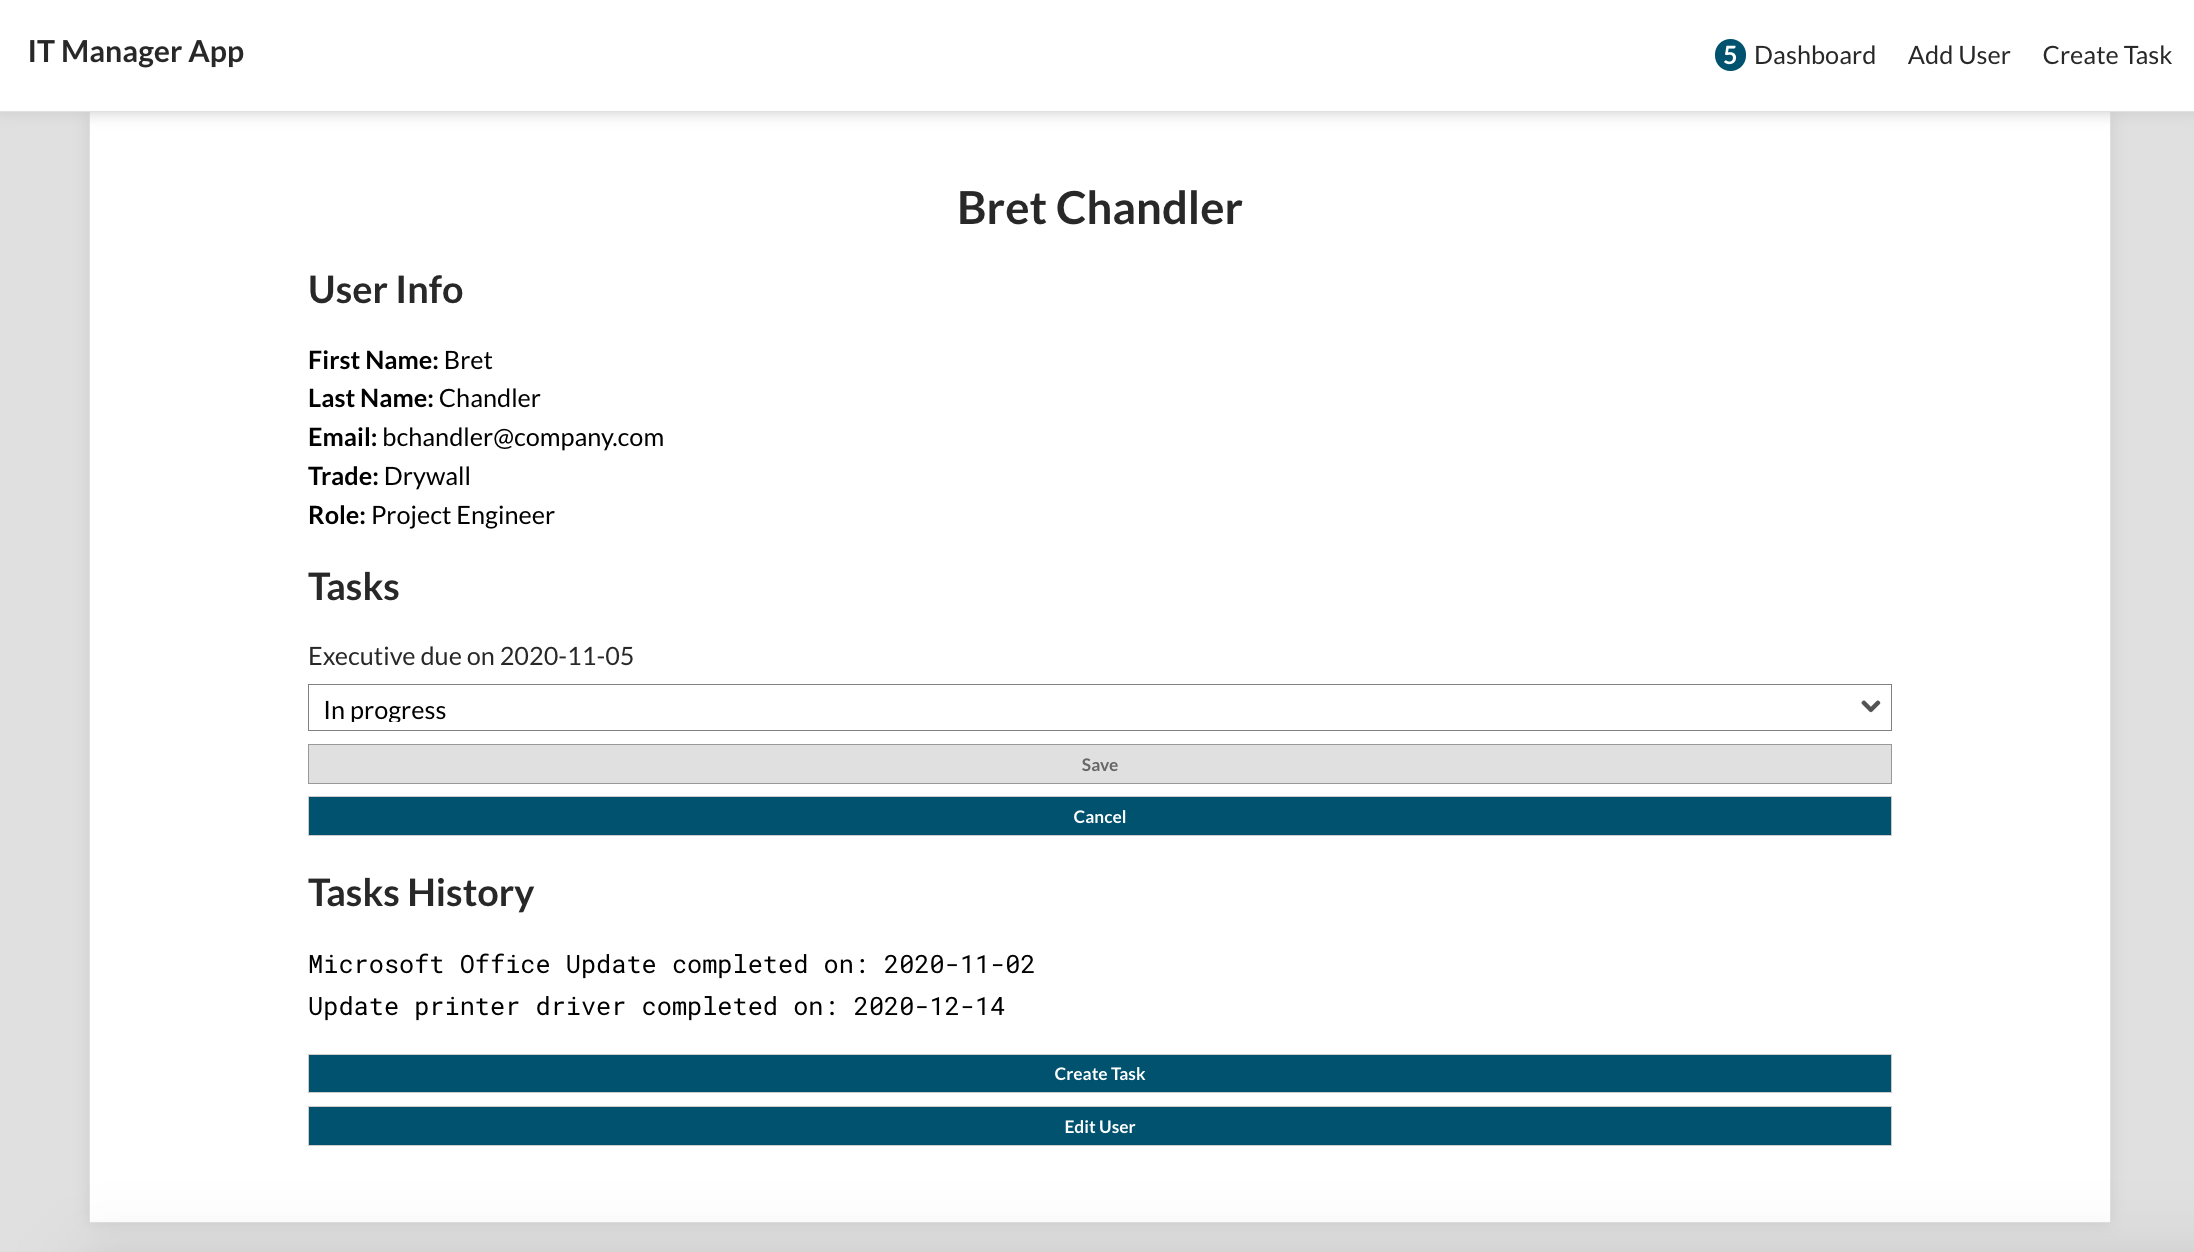 IT Manager App
5 Dashboard Add User Create Task
Bret Chandler
User Info
First Name: Bret
Last Name: Chandler
Email: bchandler@company.com
Trade: Drywall
Role: Project Engineer
Tasks
Executive due on 2020-11-05
In progress
Save
Cancel
Tasks History
Microsoft Office Update completed on: 2020-11-02
Update printer driver completed on: 2020-12-14
Create Task
Edit User